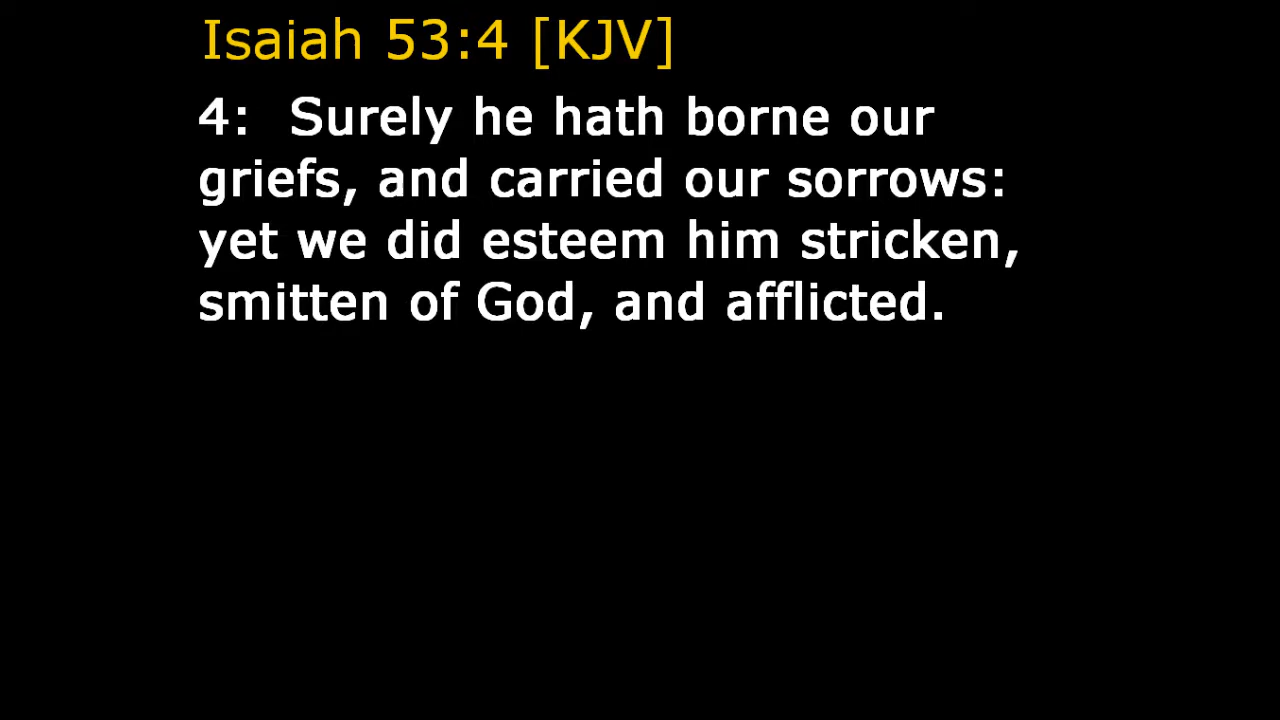 Isaiah 53:4 [KJV]
4:  Surely he hath borne our
griefs, and carried our sorrows:
yet we did esteem him stricken,
smitten of God, and afflicted.